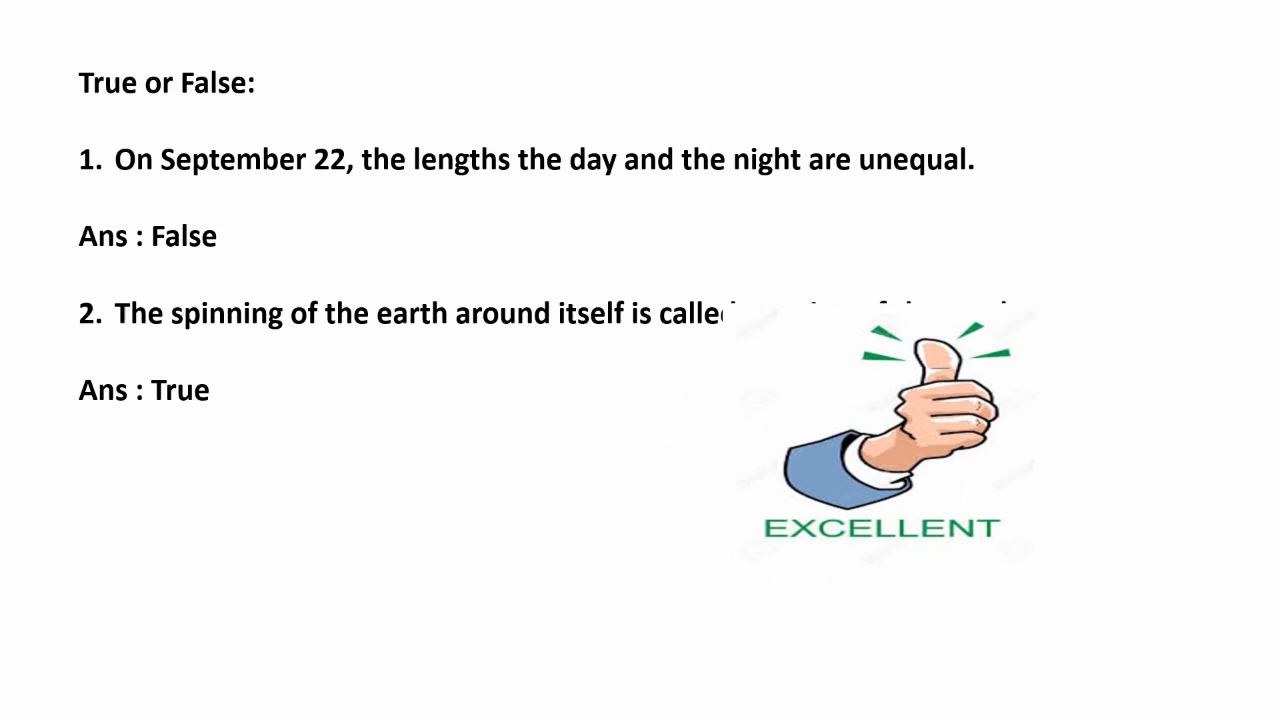 True or False:
1. On September 22, the lengths the day and the night are unequal.
Ans : False
2. The spinning of the earth around itself is called
Ans : True
EXCELLENT